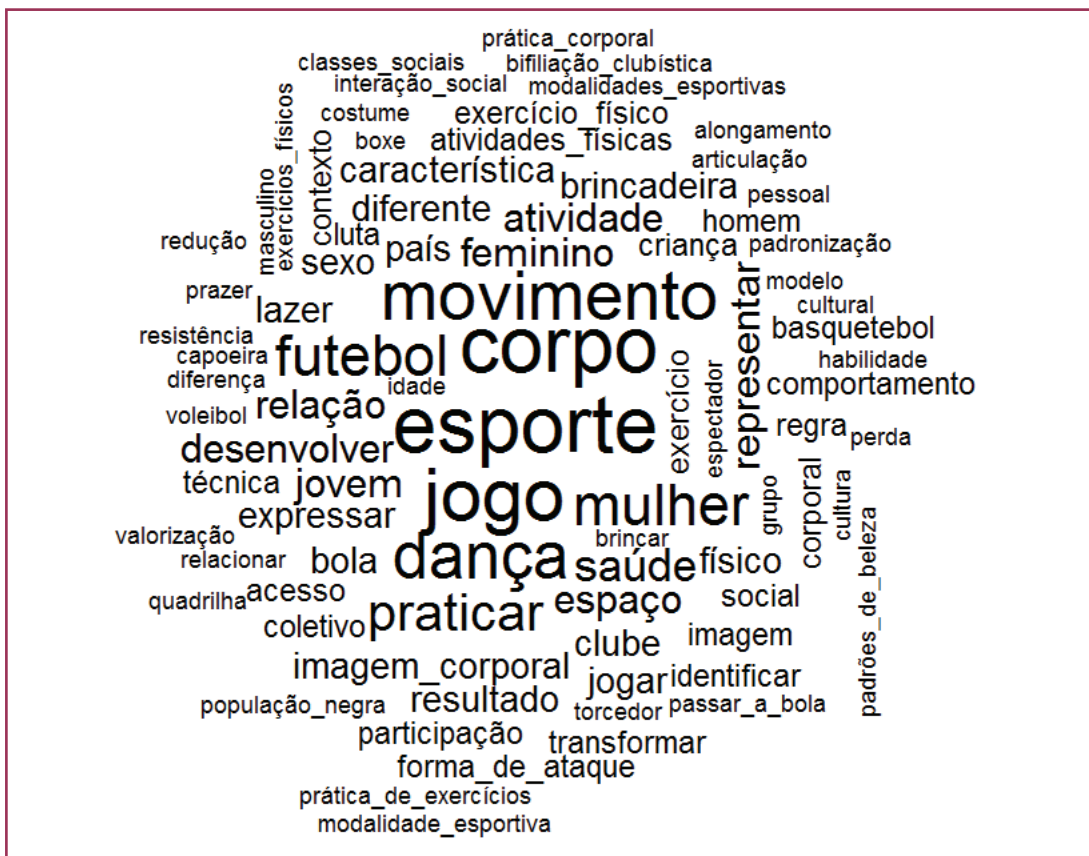 prática_corporal
classes_sociais bifiliação_clubística
interação_social modalidades_esportivas
costume exercício_físico
boxe atividades_físicas alongamento
exercícios_físicos
masculino
contexto
característica articulação
brincadeira pessoal
diferente atividade homem
cluta país feminino criança padronização
redução
sexo
movimento modelo
prazer lazer cultural
representar
resistência futebol corpo basquetebol
capoeira habilidade
diferença idade comportamento
exercício
espectador
voleibol relação esporte regra perda
desenvolver
técnica jovem jogo mulher
grupo
corporal
cultura
expressar
valorização brincar
relacionar bola dança saúde físico
padrões_de_beleza
quadrilha acesso praticar espaço social
coletivo clube imagem
imagem_corporal jogar identificar
população_negra resultado torcedor passar_a_bola
participação transformar
forma_de_ataque
prática_de_exercícios
modalidade_esportiva